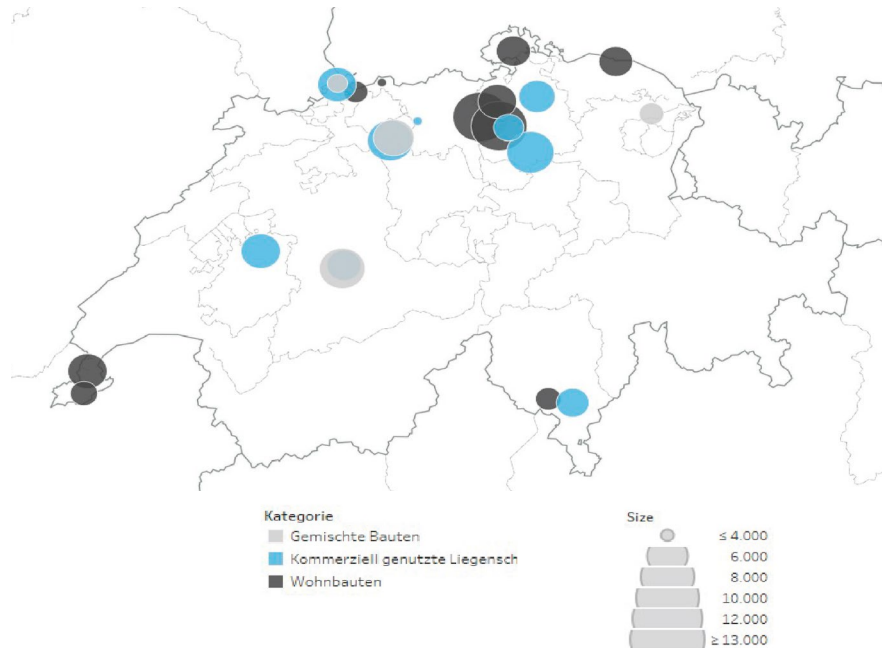 Kategorie
Gemischte Bauten
Kommerziell genutzte Liegensch
Wohnbauten
Size
≤ 4.000
6.000
8.000
10.000
12.000
≥ 13.000